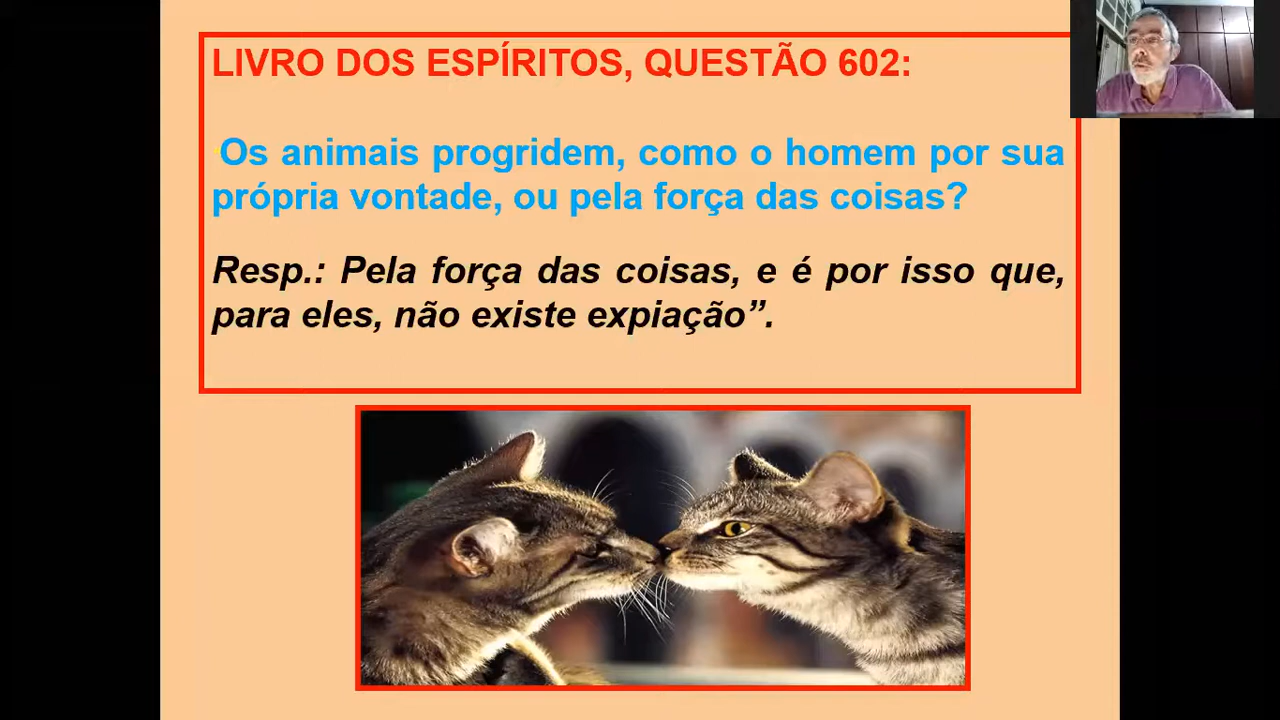 LIVRO DOS ESPÍRITOS, QUESTÃO 602:
Os animais progridem, como o homem por sua
própria vontade, ou pela força das coisas?
Resp.: Pela força das coisas, e é por isso que,
para eles, não existe expiação”.